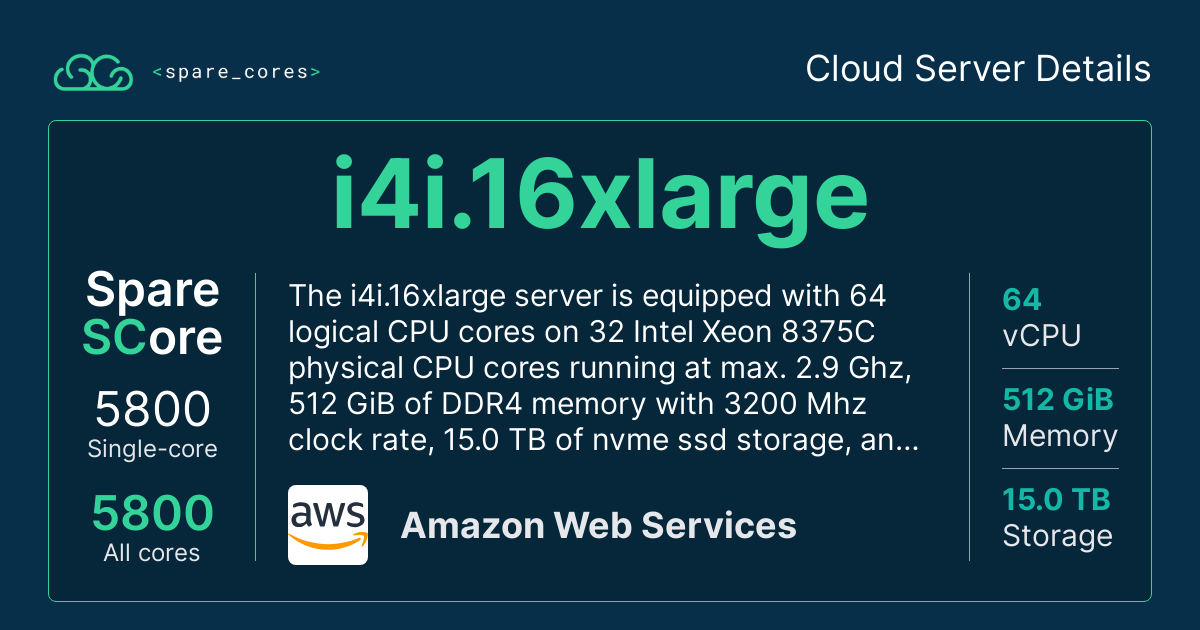 <spare_cores>
Cloud Server Details
i4i.16xlarge
Spare
SCore
5800
Single-core
5800
All cores
The i4i.16xlarge server is equipped with 64
logical CPU cores on 32 Intel Xeon 8375C
physical CPU cores running at max. 2.9 Ghz,
512 GiB of DDR4 memory with 3200 Mhz
clock rate, 15.0 TB of nvme ssd storage, an...
aws
Amazon Web Services
64
vCPU
512 GiB
Memory
15.0 TB
Storage